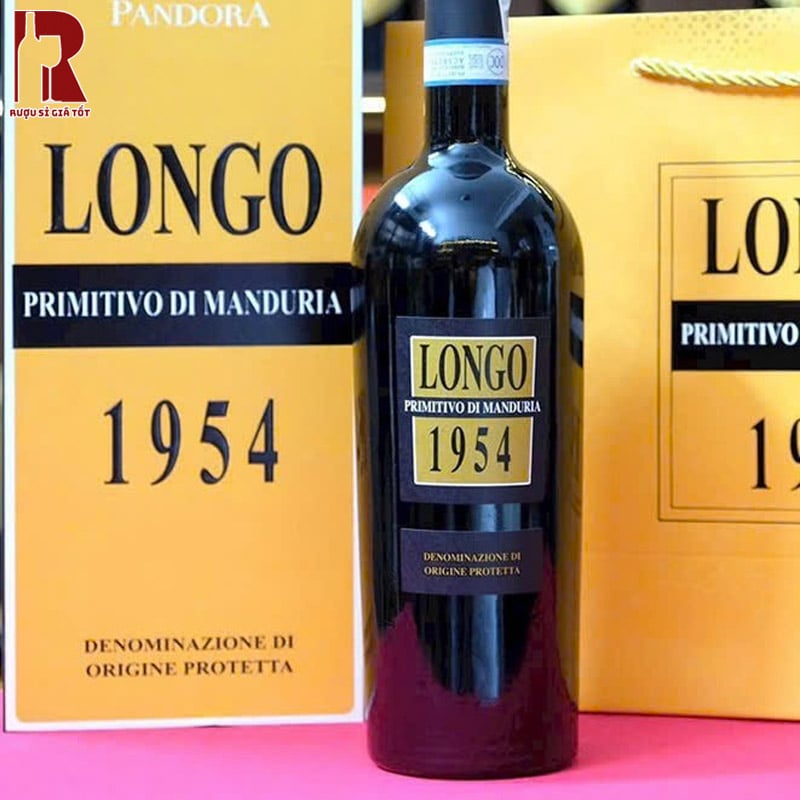 PANDORA
RƯỢU SỈ GIÁ TỐT
LONGO
PRIMITIVO DI MANDURIA
1954
DENOMINAZIONE DI
ORIGINE PROTETTA
LONGO
PRIMITIVO DI MANDURIA
1954
DENOMINAZIONE DI
ORIGINE PROTETTA
LON
PRIMITIVO
19